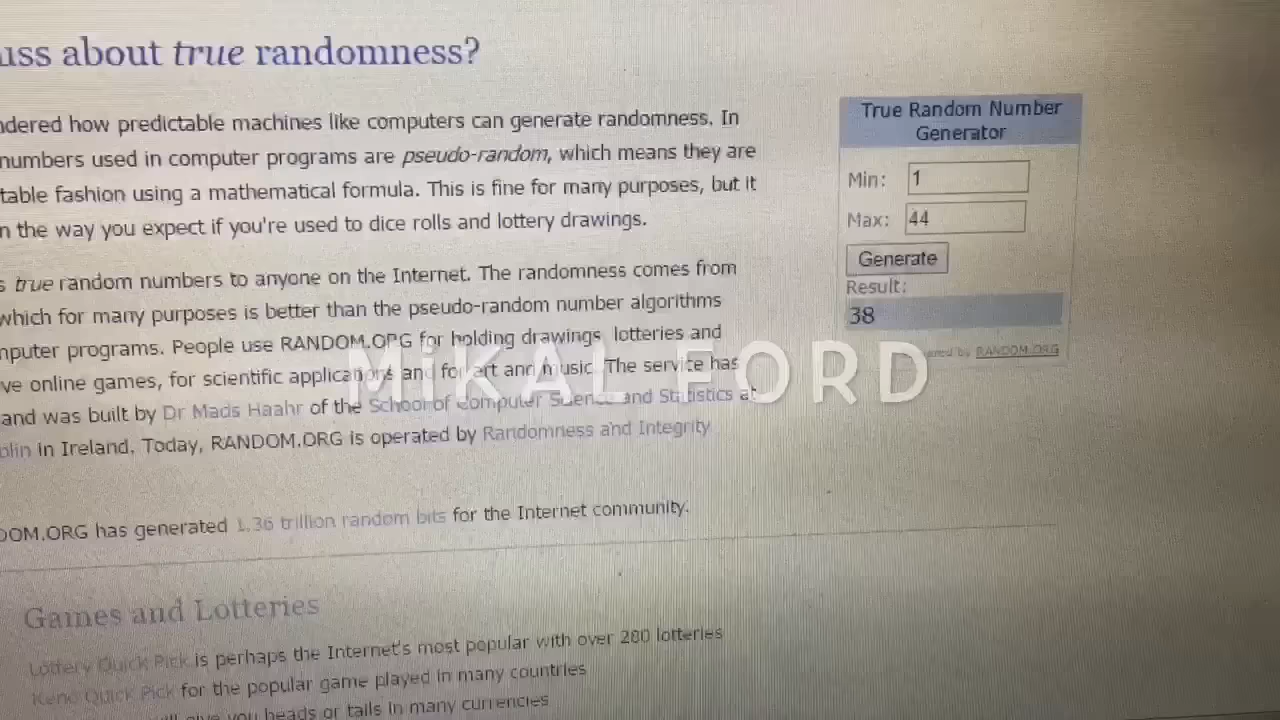 uss about true randomness?
ndered how predictable machines like computers can generate randomness. In
numbers used in computer programs are pseudo-random, which means they are
table fashion using a mathematical formula. This is fine for many purposes, but it
n the way you expect if you're used to dice rolls and lottery drawings.
s true random numbers to anyone on the Internet. The randomness comes from
which for many purposes is better than the pseudo-random number algorithms
mputer programs. People use RANDOM.ORG for holding drawings, lotteries and
ve online games, for scientific applications and for art and music. The service has
and was built by Dr Mads Haahr of the School of Computer Science and Statistics at
blin in Ireland. Today, RANDOM.ORG is operated by Randomness and Integrity
DOM.ORG has generated 1.36 trillion random bits for the Internet community.
Games and Lotteries
Lottery Quick Pick is perhaps the Internet's most popular with over 280 lotteries
Keno Quick Pick for the popular game played in many countries
will give you heads or tails in many currencies
True Random Number
Generator
Min: 1
Max: 44
Generate
Result:
38
ered by RANDOM.ORG
MiKAL FORD